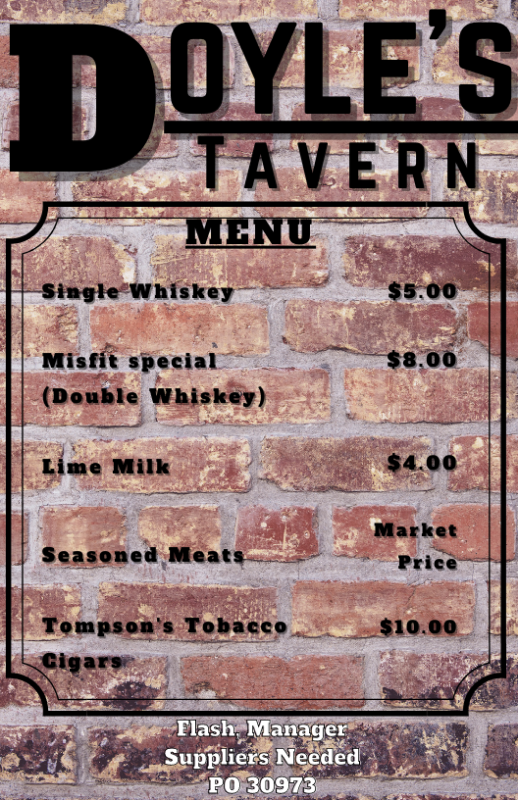 DOYLE'S
TAVERN
MENU
Single Whiskey $5.00
Misfit special $8.00
(Double Whiskey)
Lime Milk $4.00
Market
Seasoned Meats
Price
Tompson's Tobacco $10.00
Cigars
Flash, Manager
Suppliers Needed
PO 30973